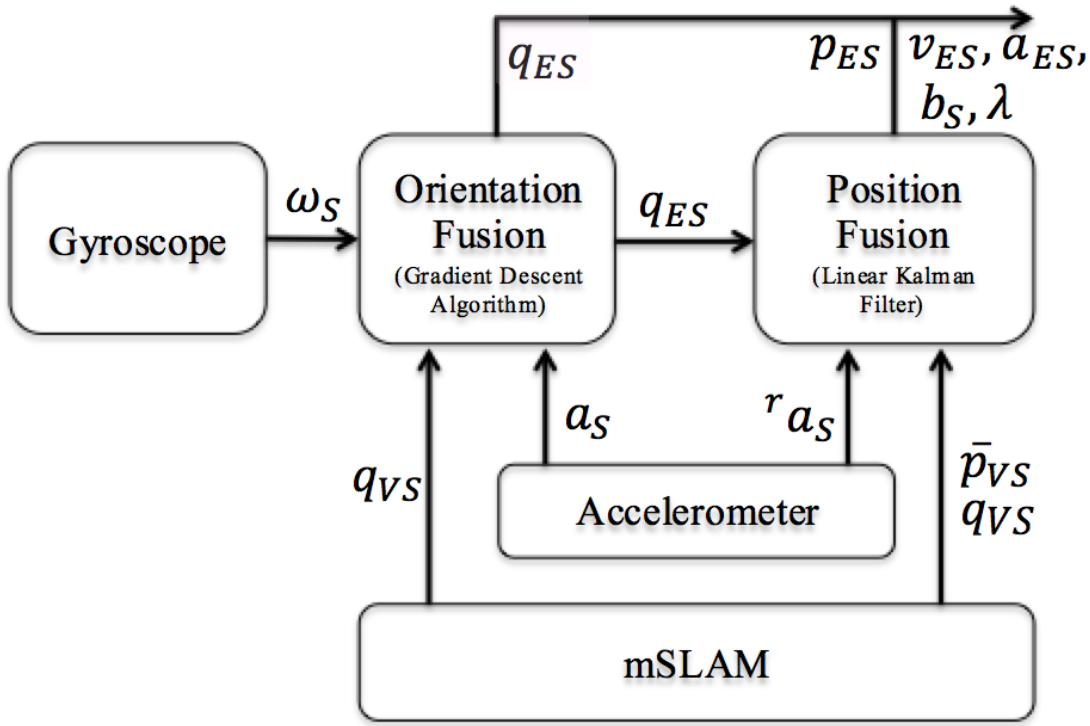 q_ES
p_ES
v_ES, a_ES,
b_S, λ
Gyroscope
ω_S
Orientation
Fusion
(Gradient Descent
Algorithm)
q_ES
Position
Fusion
(Linear Kalman
Filter)
q_VS
a_S
^r a_S
p̄_VS
q_VS
Accelerometer
mSLAM